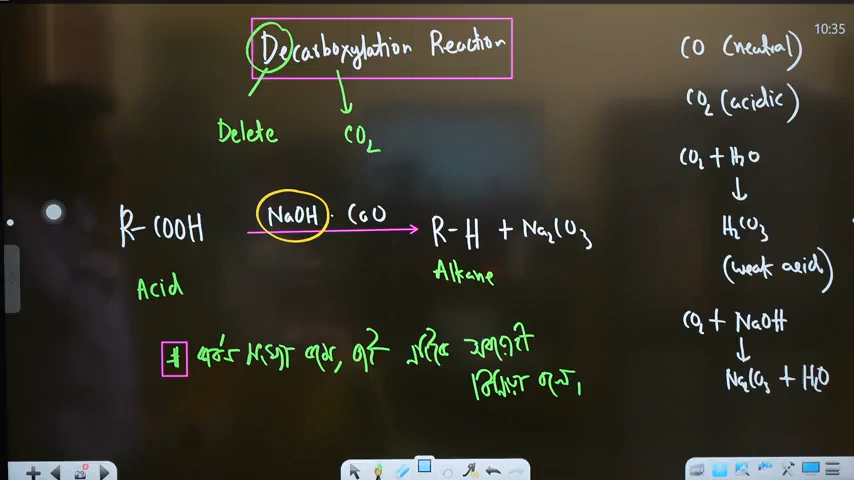 10:35
Decarboxylation Reaction
Delete
CO₂
R-COOH
NaOH · CaO
R-H + Na₂CO₃
Acid
Alkane
CO (neutral)
CO₂ (acidic)
CO₂ + H₂O
↓
H₂CO₃
(weak acid)
CO₂ + NaOH
↓
Na₂CO₃ + H₂O
29